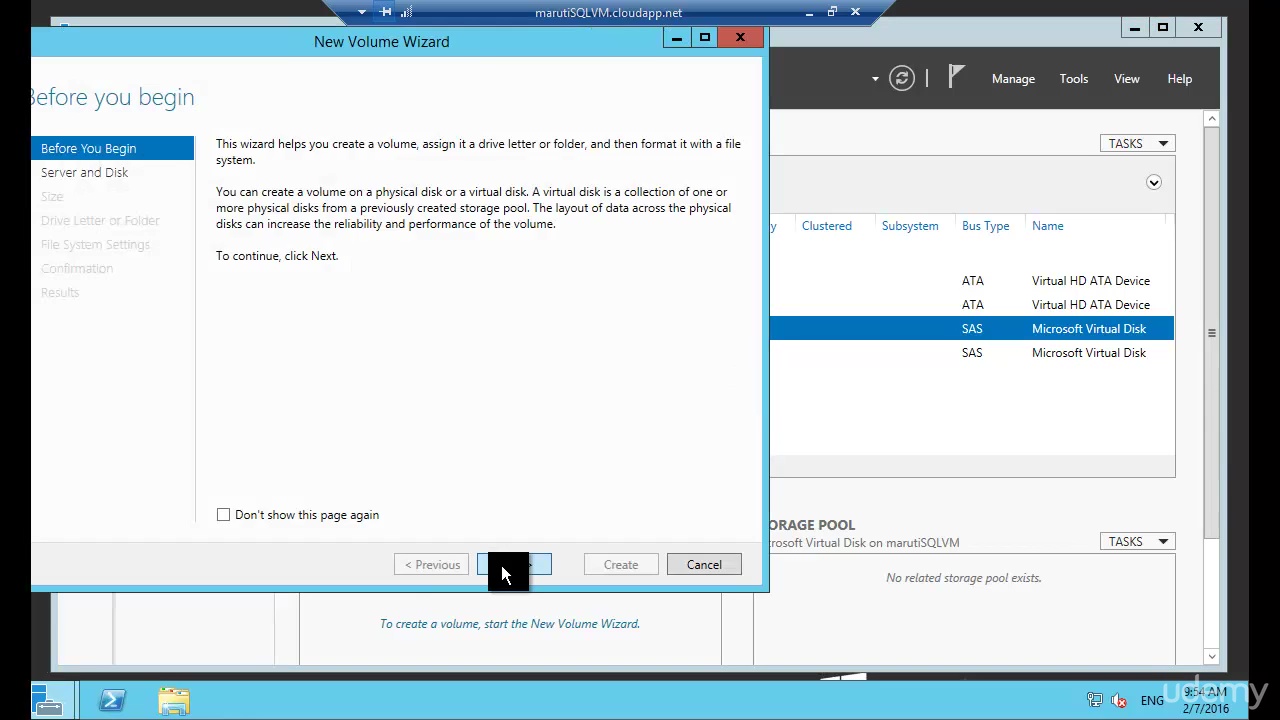 marutiSQLVM.cloudapp.net
New Volume Wizard
Before you begin
Manage
Tools
View
Help
Before You Begin
Server and Disk
Size
Drive Letter or Folder
File System Settings
Confirmation
Results
This wizard helps you create a volume, assign it a drive letter or folder, and then format it with a file
system.
You can create a volume on a physical disk or a virtual disk. A virtual disk is a collection of one or
more physical disks from a previously created storage pool. The layout of data across the physical
disks can increase the reliability and performance of the volume.
To continue, click Next.
Don't show this page again
< Previous
>
Create
Cancel
TASKS
y
Clustered
Subsystem
Bus Type
Name
ATA
Virtual HD ATA Device
ATA
Virtual HD ATA Device
SAS
Microsoft Virtual Disk
SAS
Microsoft Virtual Disk
ORAGE POOL
rosoft Virtual Disk on marutiSQLVM
TASKS
No related storage pool exists.
To create a volume, start the New Volume Wizard.
ENG
9:54 AM
2/7/2016
udemy